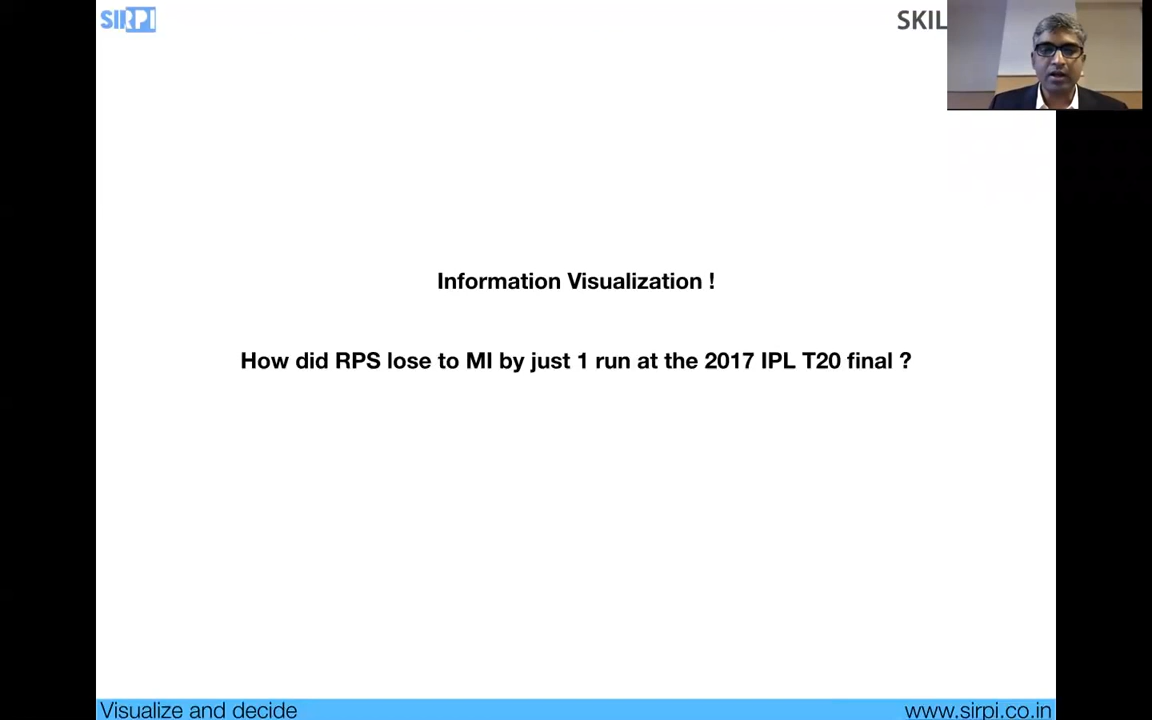 SIRPI
SKIL
Information Visualization !
How did RPS lose to MI by just 1 run at the 2017 IPL T20 final ?
Visualize and decide
www.sirpi.co.in